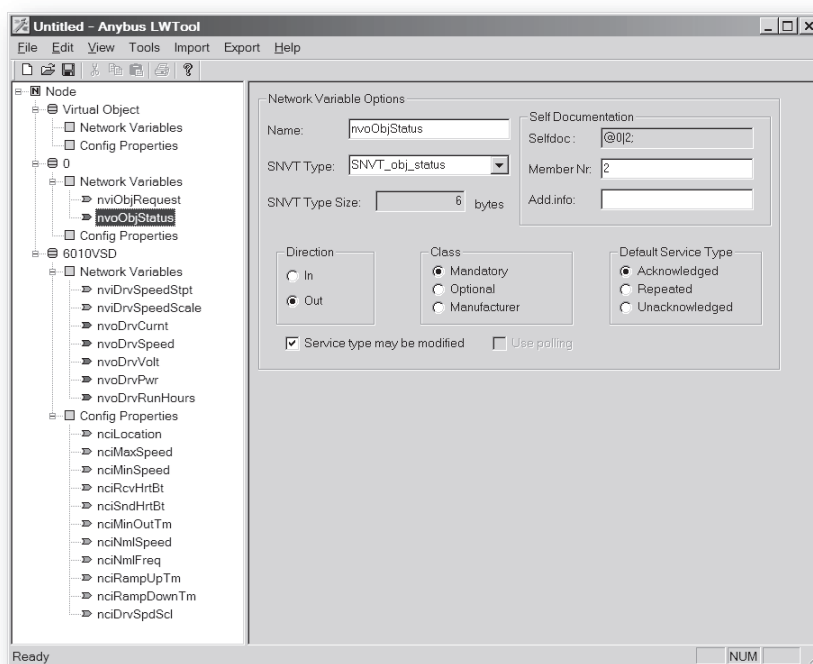 Untitled - Anybus LWTool
File Edit View Tools Import Export Help
Node
Virtual Object
Network Variables
Config Properties
0
Network Variables
nviObjRequest
nvoObjStatus
Config Properties
6010VSD
Network Variables
nviDrvSpeedStpt
nviDrvSpeedScale
nvoDrvCurnt
nvoDrvSpeed
nvoDrvVolt
nvoDrvPwr
nvoDrvRunHours
Config Properties
nciLocation
nciMaxSpeed
nciMinSpeed
nciRcvHrtBt
nciSndHrtBt
nciMinOutTm
nciNmlSpeed
nciNmlFreq
nciRampUpTm
nciRampDownTm
nciDrvSpdScl
Network Variable Options
Name: nvoObjStatus
SNVT Type: SNVT_obj_status
SNVT Type Size: 6 bytes
Self Documentation
Selfdoc : @0|2;
Member Nr: 2
Add.info:
Direction
In
Out
Class
Mandatory
Optional
Manufacturer
Default Service Type
Acknowledged
Repeated
Unacknowledged
Service type may be modified Use polling
Ready NUM